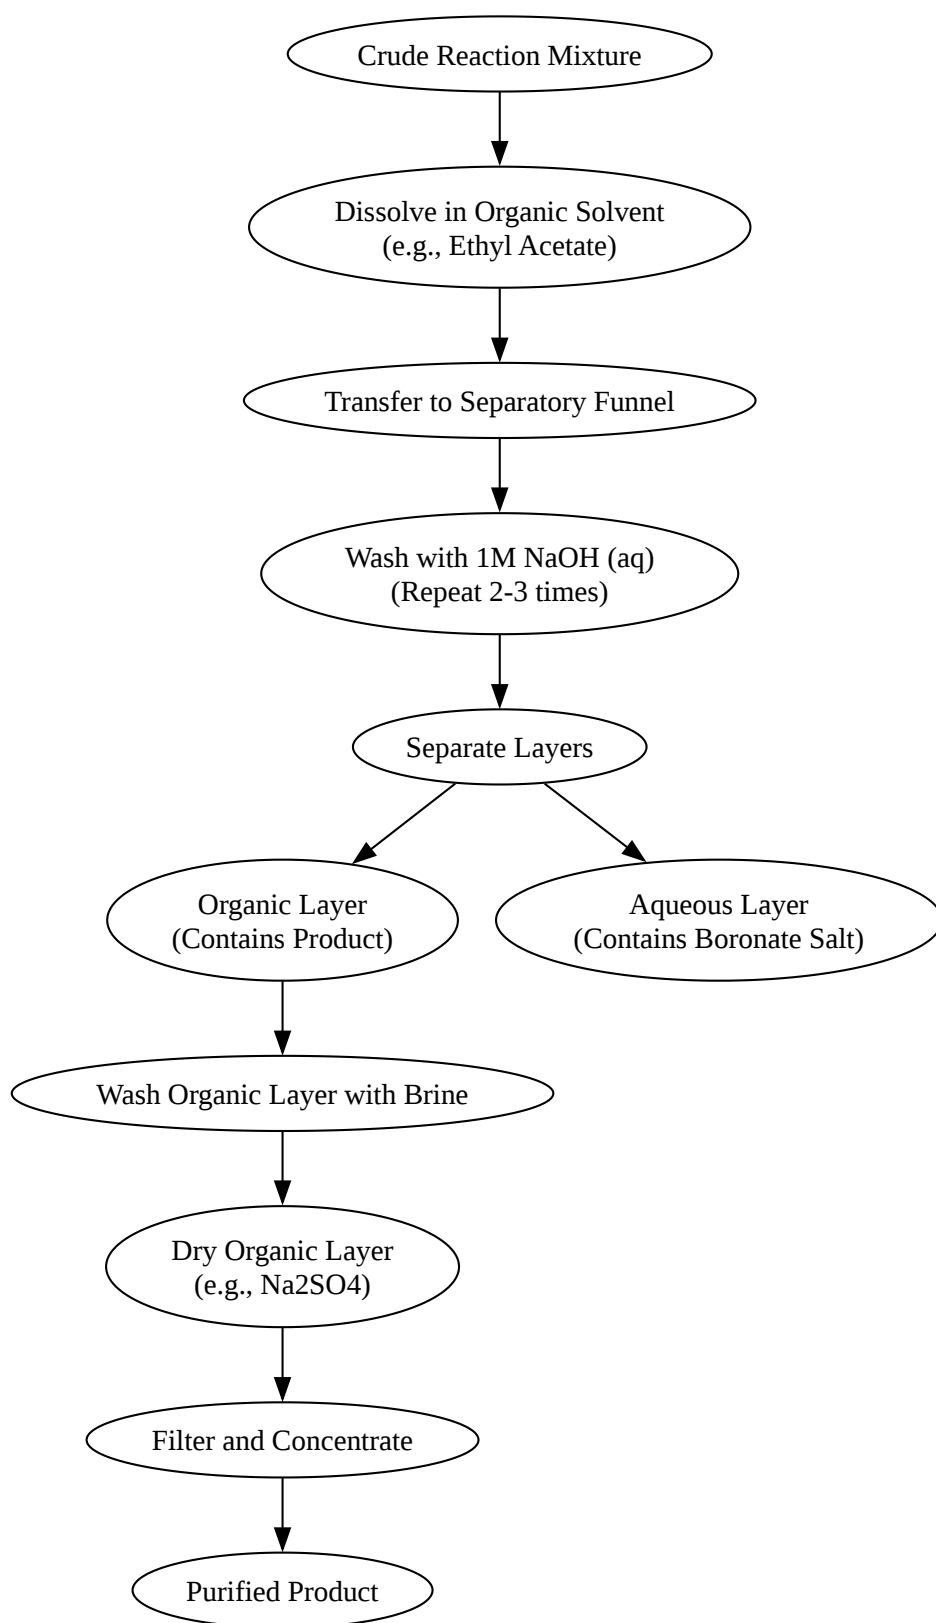 Crude Reaction Mixture
Dissolve in Organic Solvent
(e.g., Ethyl Acetate)
Transfer to Separatory Funnel
Wash with 1M NaOH (aq)
(Repeat 2-3 times)
Separate Layers
Organic Layer
(Contains Product)
Aqueous Layer
(Contains Boronate Salt)
Wash Organic Layer with Brine
Dry Organic Layer
(e.g., Na2SO4)
Filter and Concentrate
Purified Product